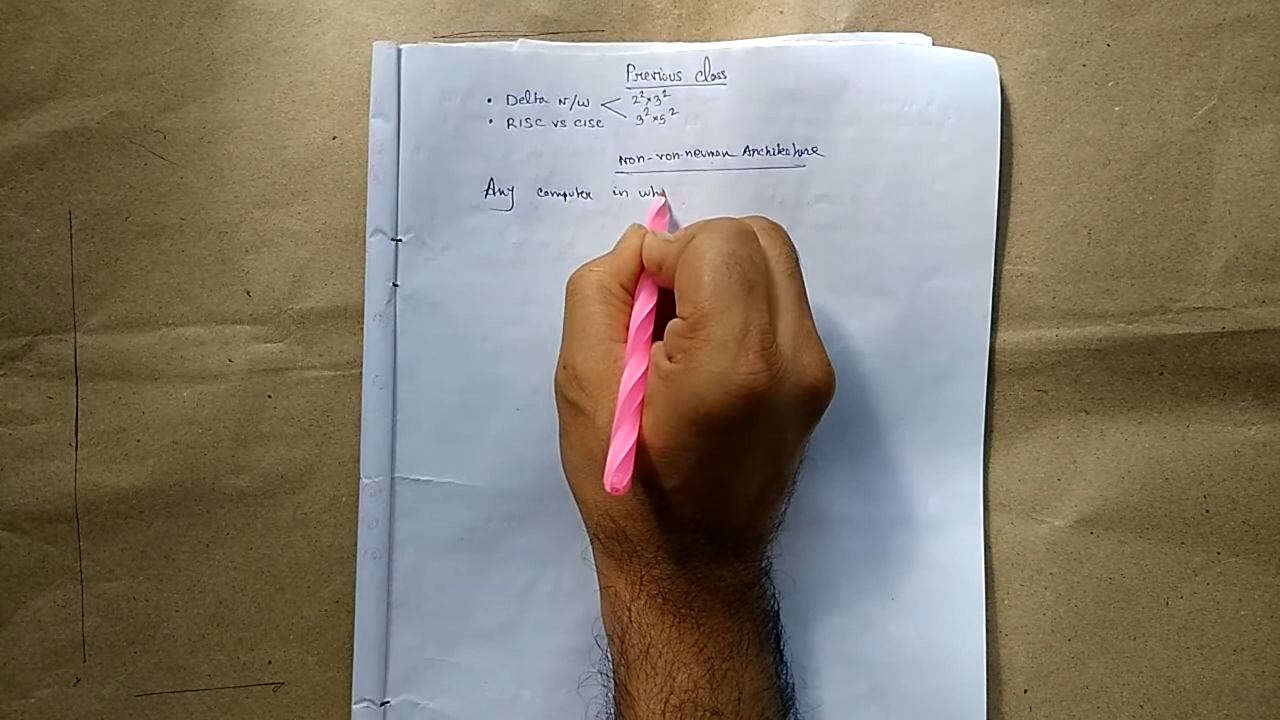 Previous class
• Delta N/W < 2²×3²
3²×5²
• RISC vs CISC
Non-von-neuman Architecture
Any computer in wh